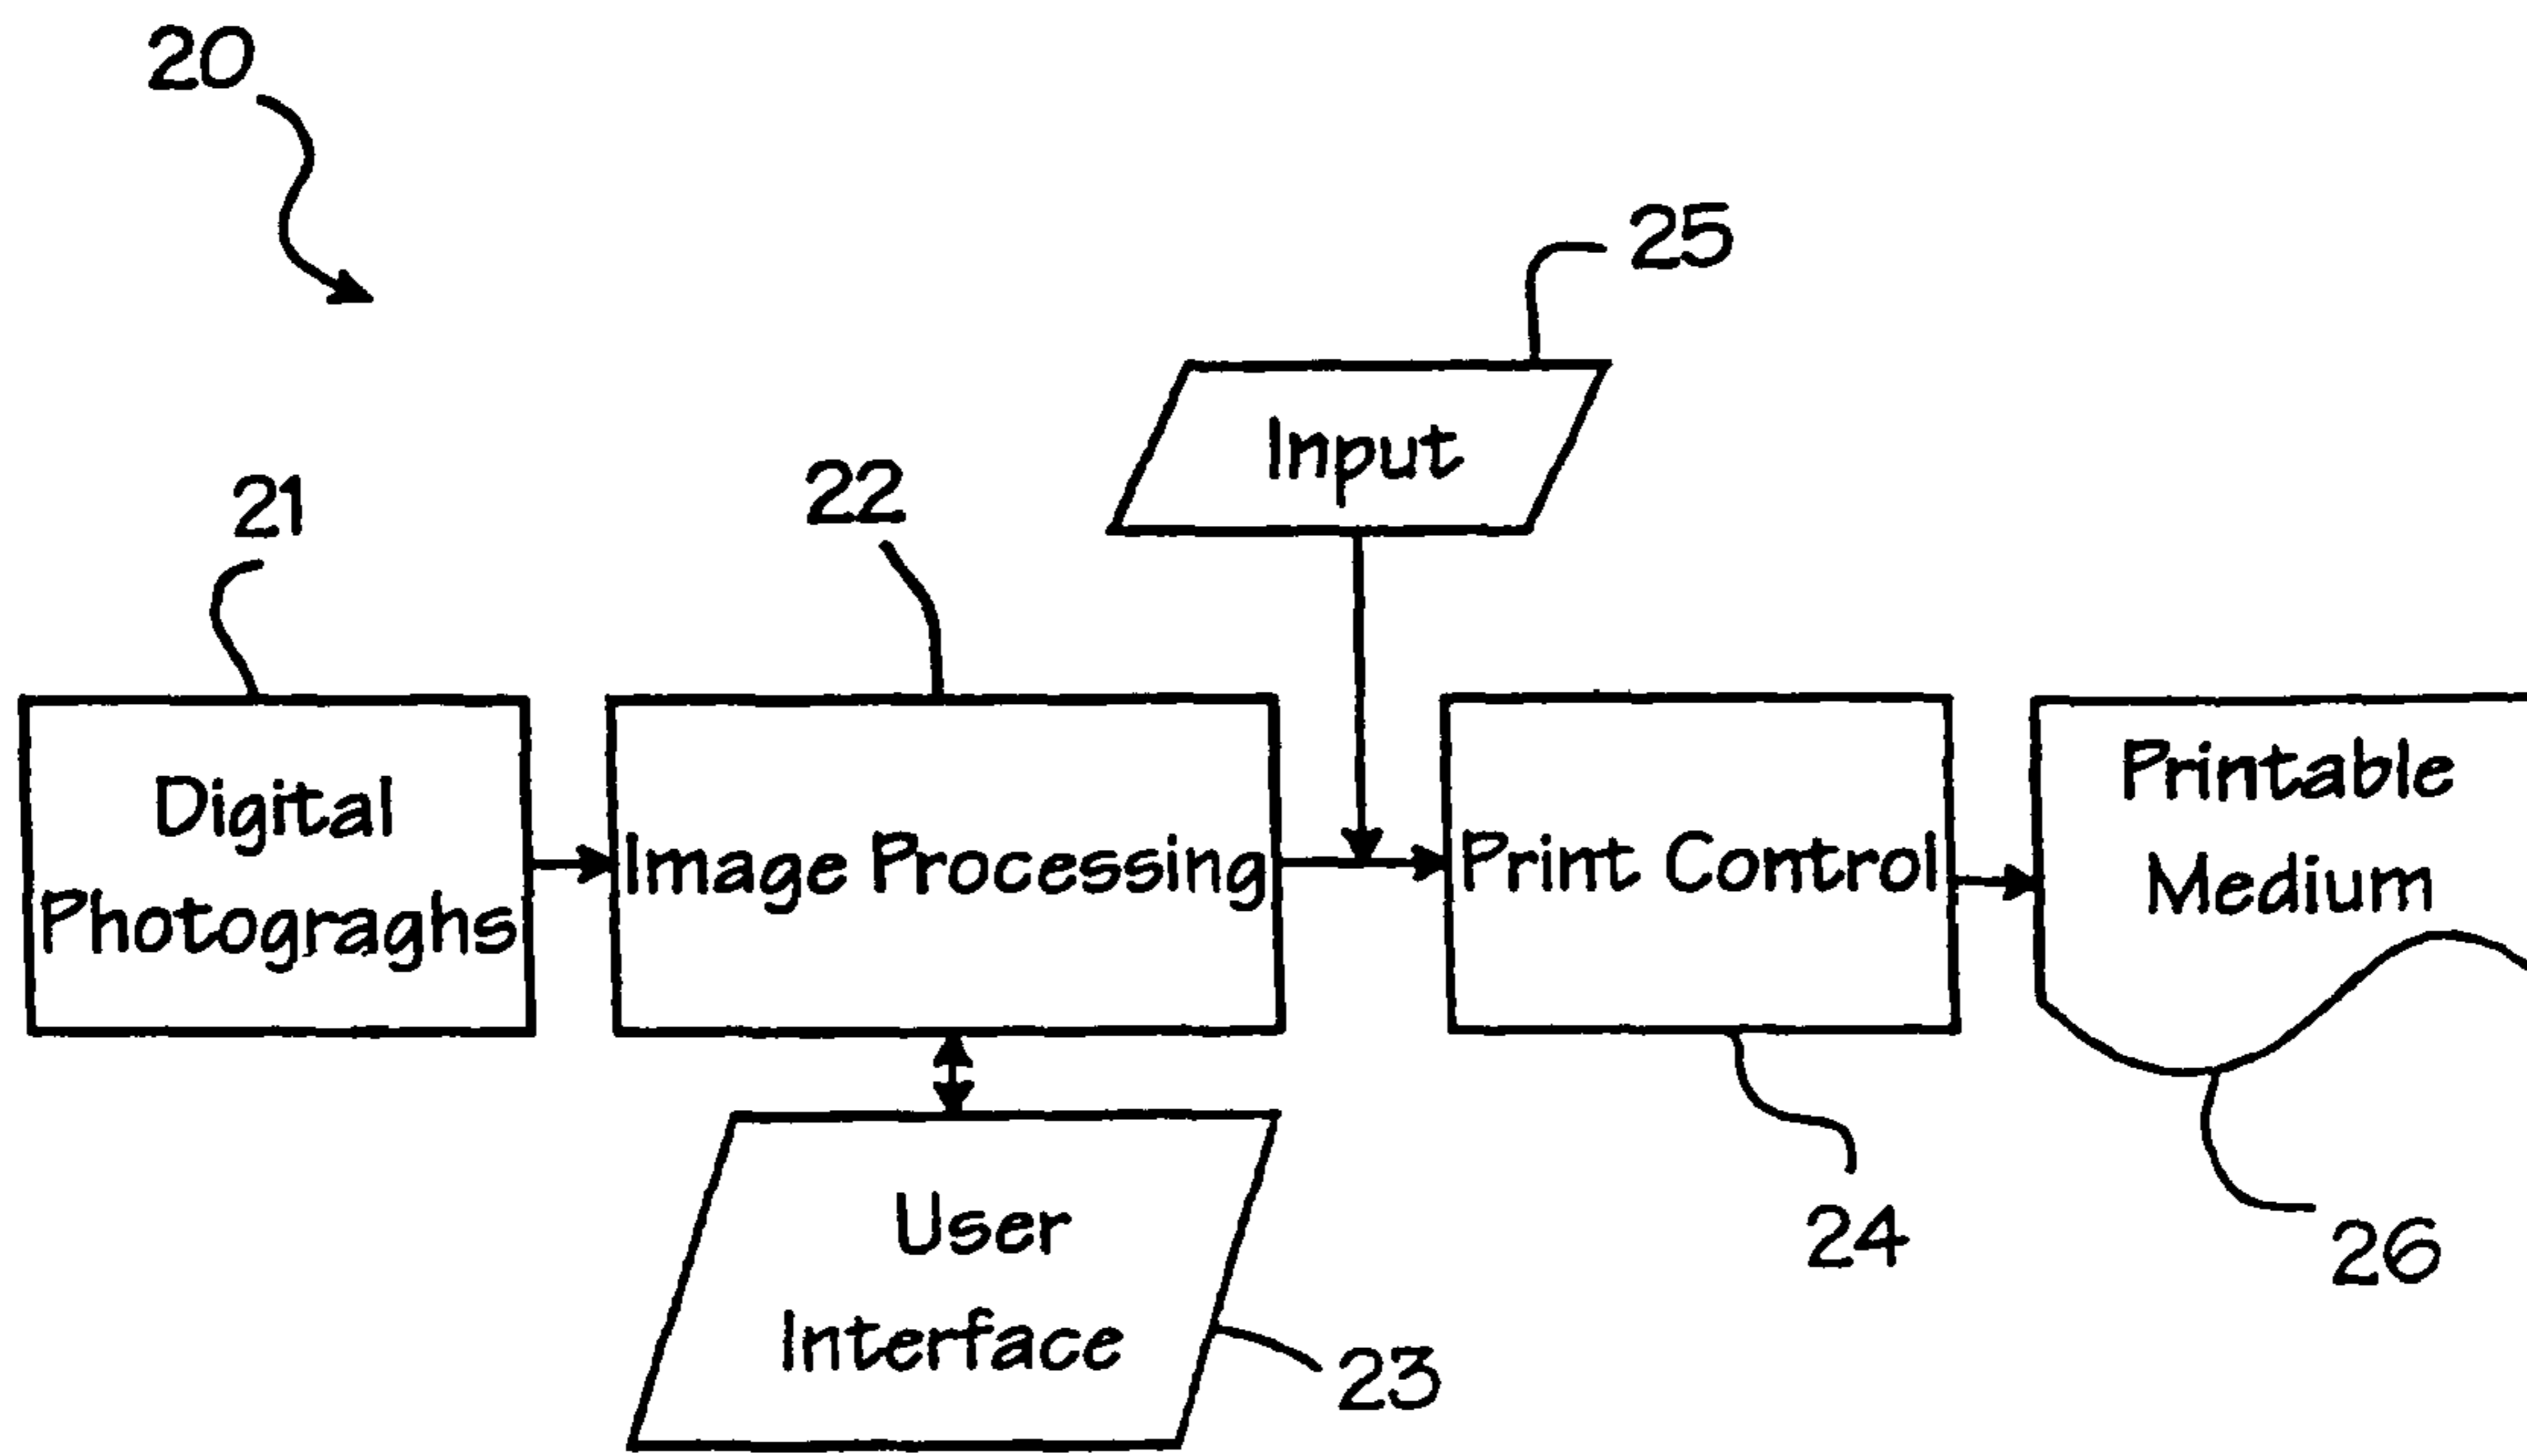 20
25
Input
21
22
Digital
Photograghs
Image Processing
Print Control
Printable
Medium
User
Interface
23
24
26